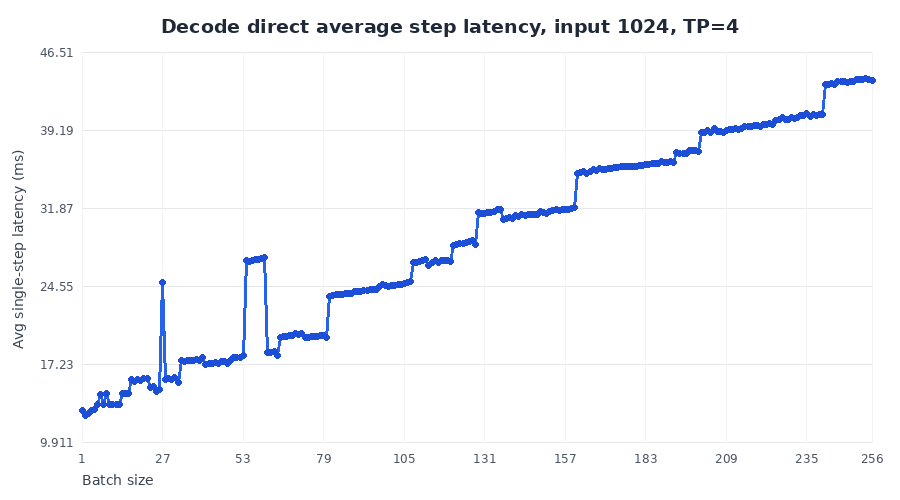 Decode direct average step latency, input 1024, TP=4
46.51
39.19
31.87
24.55
17.23
9.911
Avg single-step latency (ms)
1 27 53 79 105 131 157 183 209 235 256
Batch size